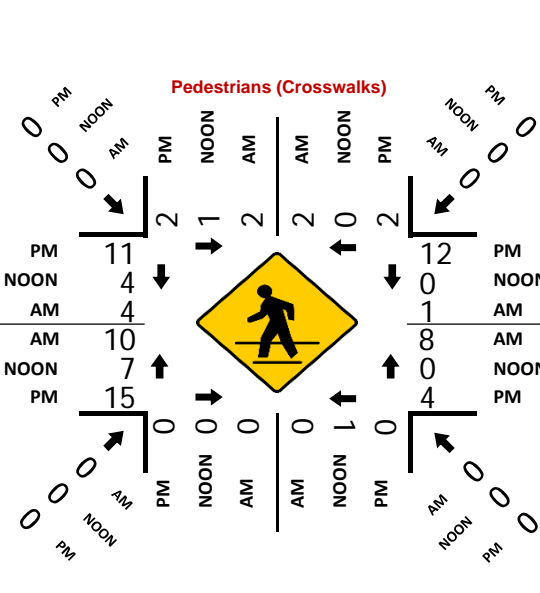 Pedestrians (Crosswalks)
PM NOON AM AM NOON PM
PM NOON AM
0 0 0
PM NOON AM
0 0 0
2 1 2 2 0 2
PM 11 12 PM
NOON 4 0 NOON
AM 4 1 AM
AM 10 8 AM
NOON 7 0 NOON
PM 15 4 PM
0 0 0 0 1 0
PM NOON AM AM NOON PM
0 0 0
AM NOON PM
0 0 0
AM NOON PM